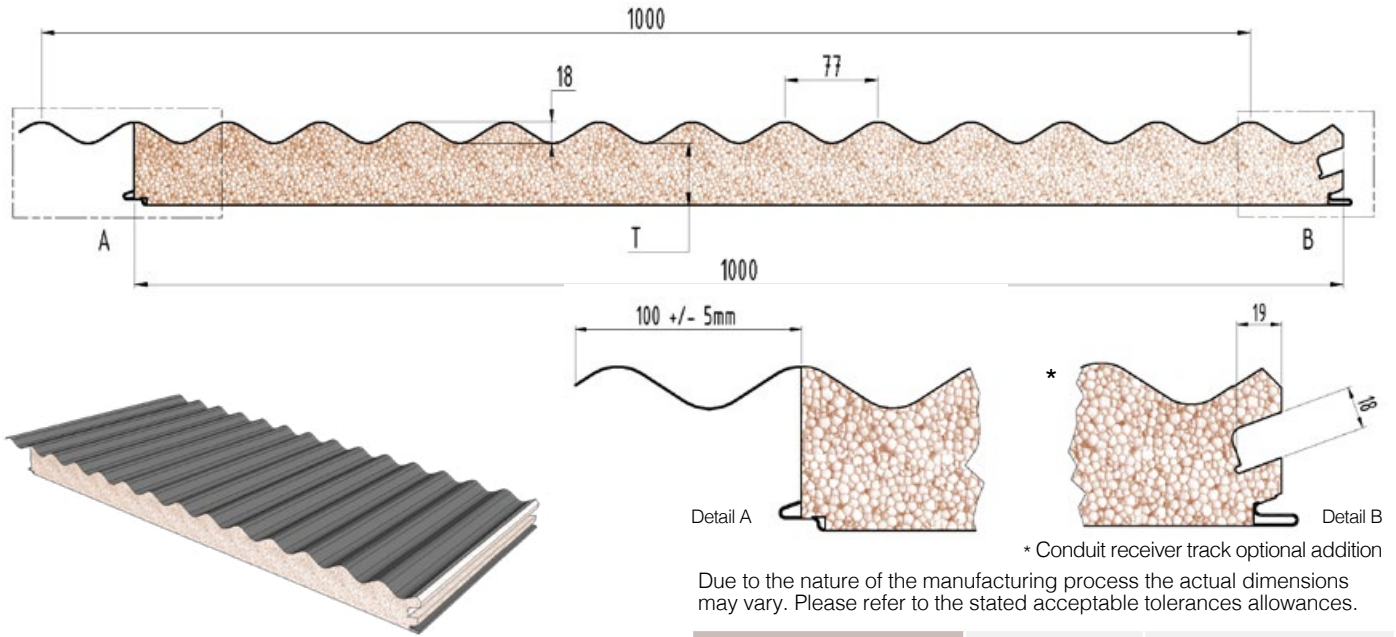 1000
18
77
A
T
B
1000
100 +/- 5mm
19
*
18
Detail A
Detail B
* Conduit receiver track optional addition
Due to the nature of the manufacturing process the actual dimensions
may vary. Please refer to the stated acceptable tolerances allowances.